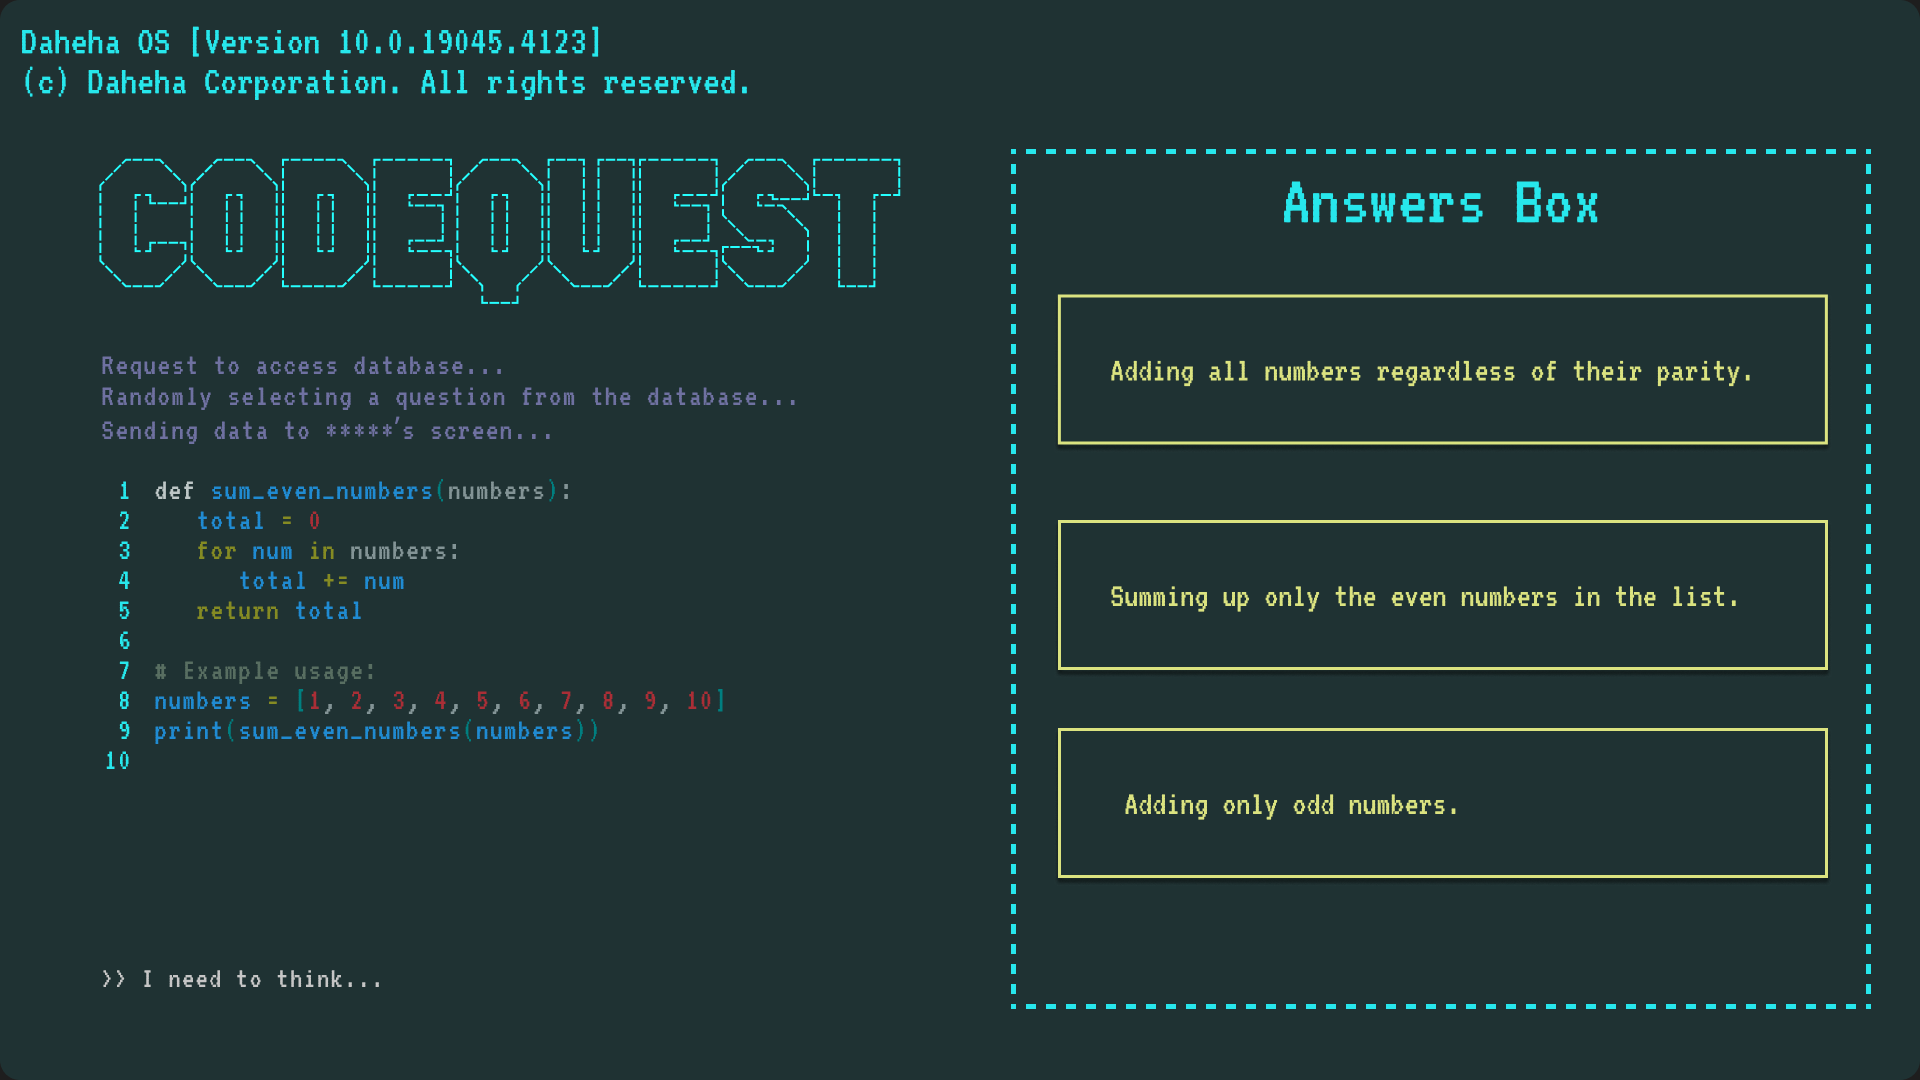 Daheha OS [Version 10.0.19045.4123]
(c) Daheha Corporation. All rights reserved.
CODEQUEST
Request to access database...
Randomly selecting a question from the database...
Sending data to *****'s screen...
1 def sum_even_numbers(numbers):
2    total = 0
3    for num in numbers:
4       total += num
5    return total
6
7 # Example usage:
8 numbers = [1, 2, 3, 4, 5, 6, 7, 8, 9, 10]
9 print(sum_even_numbers(numbers))
10
>> I need to think...
Answers Box
Adding all numbers regardless of their parity.
Summing up only the even numbers in the list.
Adding only odd numbers.